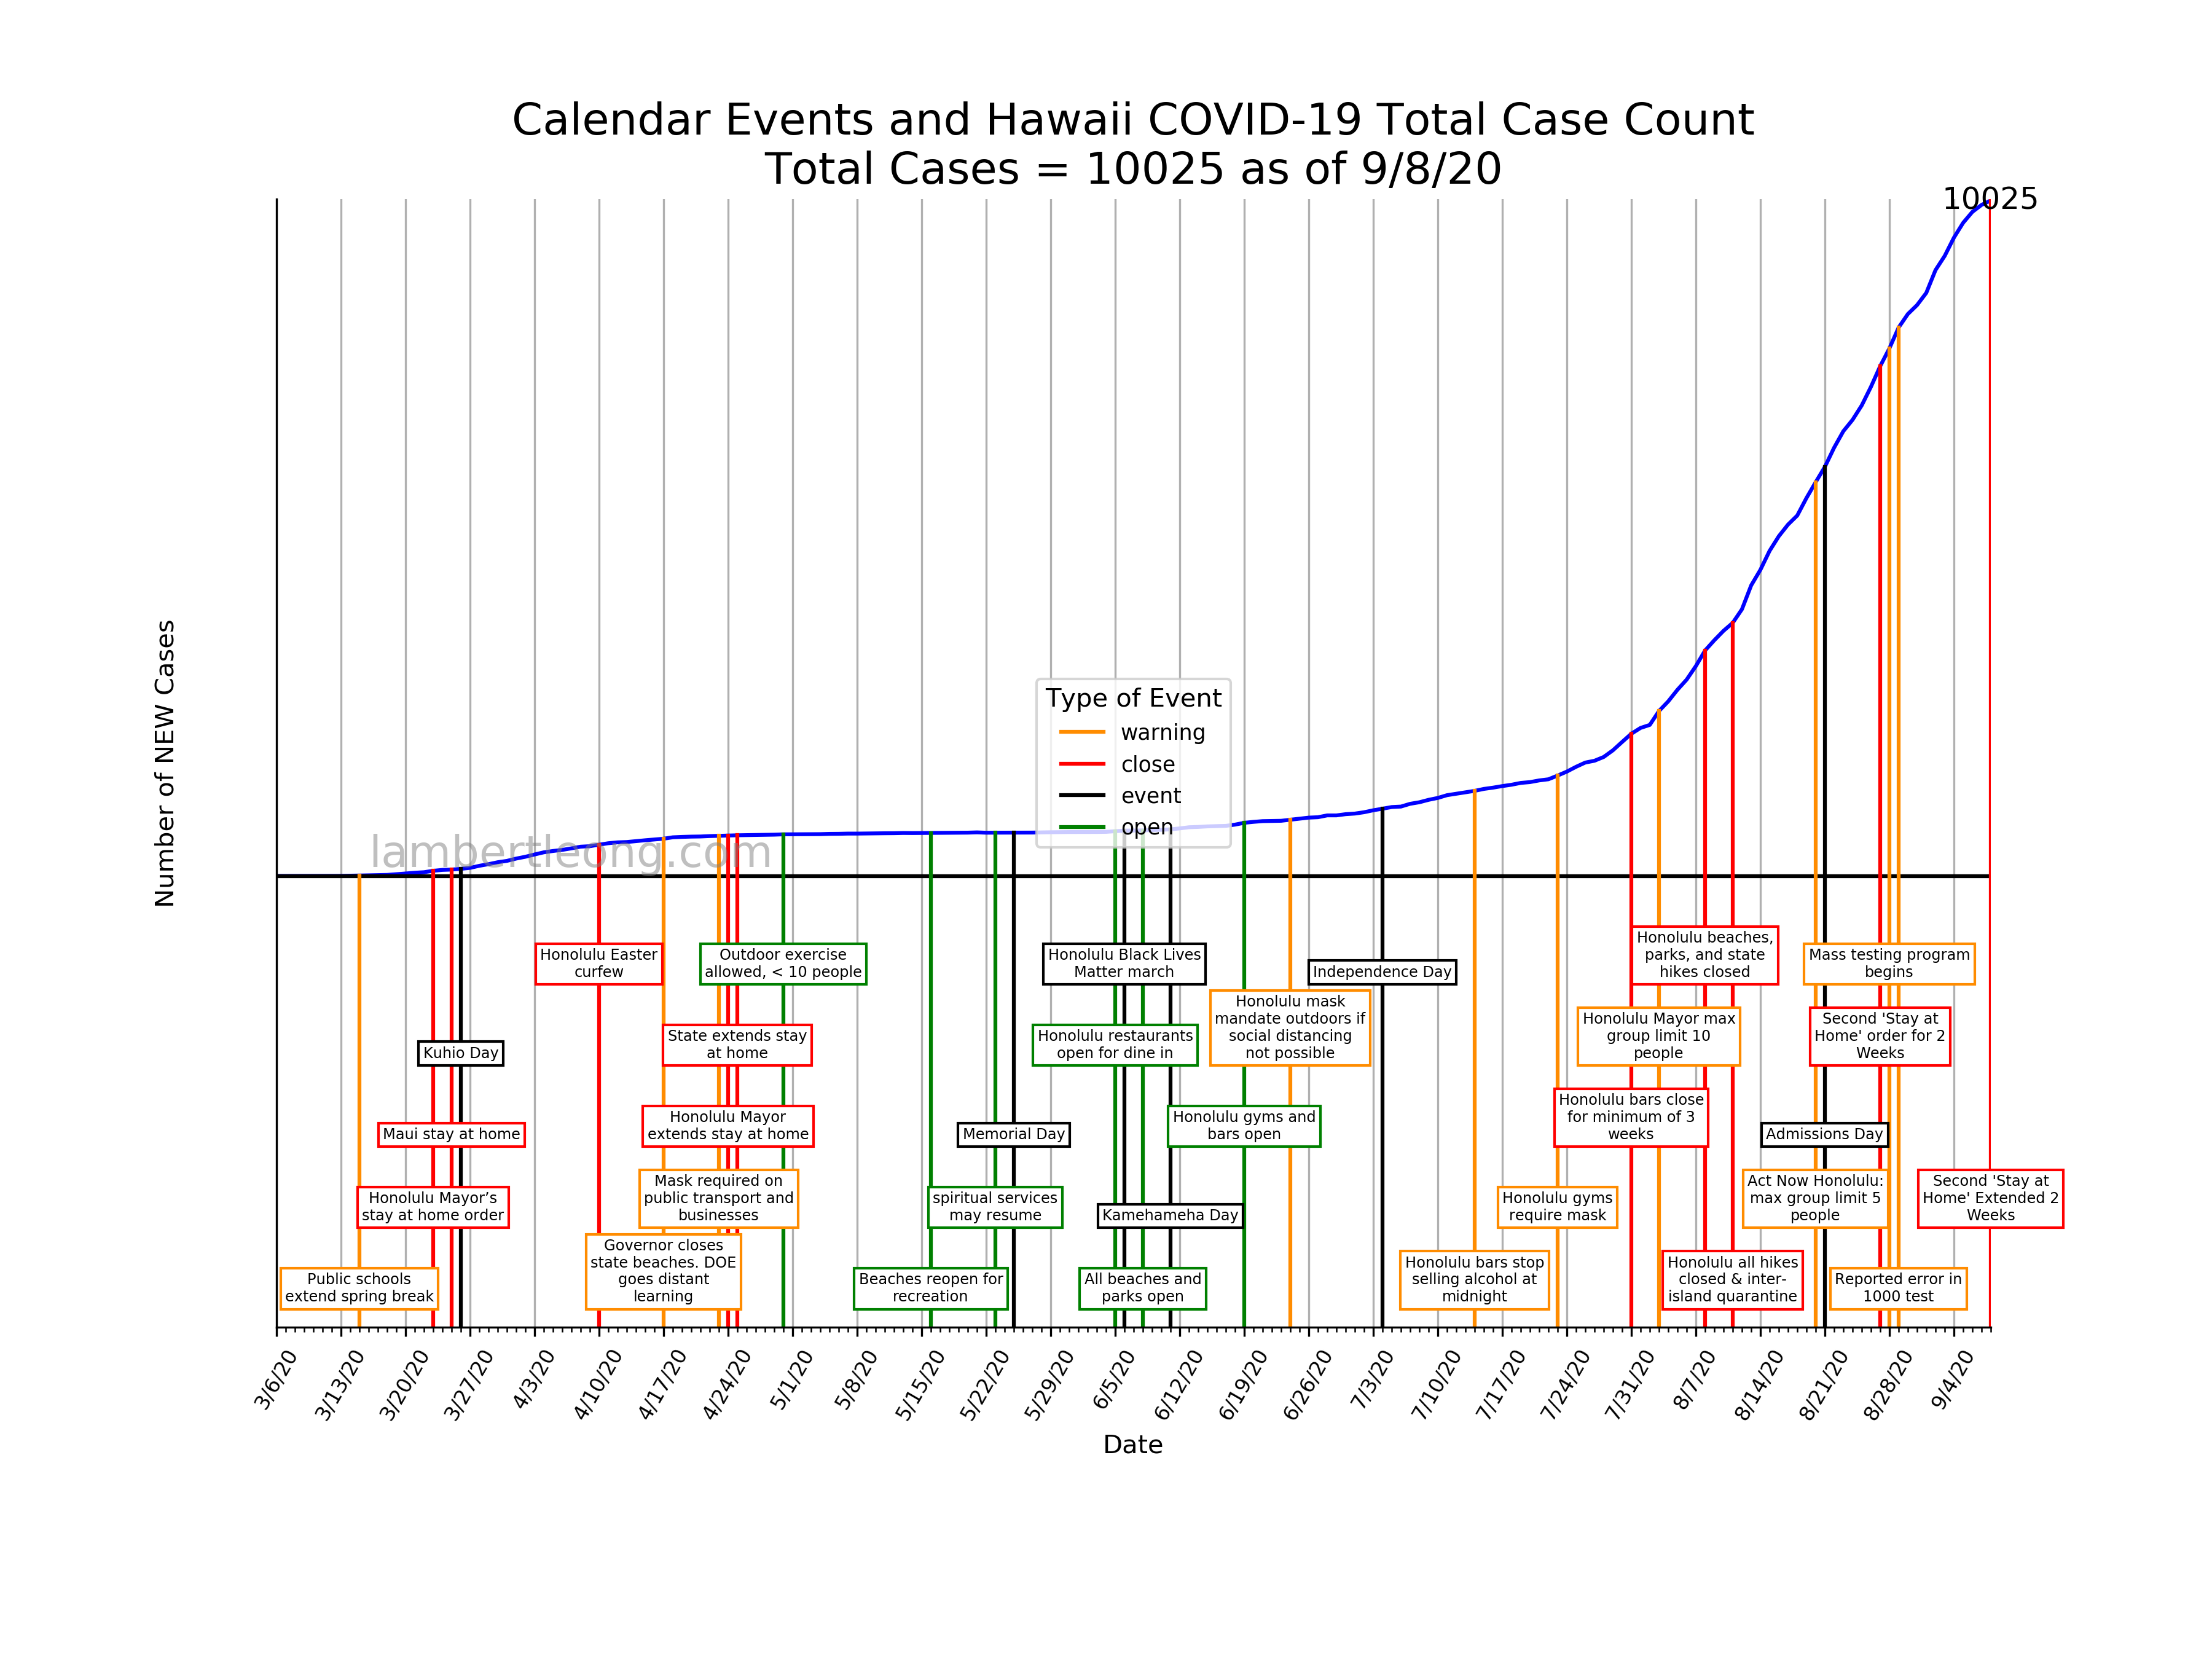 Calendar Events and Hawaii COVID-19 Total Case Count
Total Cases = 10025 as of 9/8/20
10025
Number of NEW Cases
Type of Event
warning
close
event
open
lambertleong.com
Honolulu Easter
curfew
Outdoor exercise
allowed, < 10 people
Honolulu Black Lives
Matter march
Independence Day
Honolulu beaches,
parks, and state
hikes closed
Mass testing program
begins
Kuhio Day
State extends stay
at home
Honolulu restaurants
open for dine in
Honolulu mask
mandate outdoors if
social distancing
not possible
Honolulu Mayor max
group limit 10
people
Second 'Stay at
Home' order for 2
Weeks
Maui stay at home
Honolulu Mayor
extends stay at home
Memorial Day
Honolulu gyms and
bars open
Honolulu bars close
for minimum of 3
weeks
Admissions Day
Honolulu Mayor’s
stay at home order
Mask required on
public transport and
businesses
spiritual services
may resume
Kamehameha Day
Honolulu gyms
require mask
Act Now Honolulu:
max group limit 5
people
Second 'Stay at
Home' Extended 2
Weeks
Public schools
extend spring break
Governor closes
state beaches. DOE
goes distant
learning
Beaches reopen for
recreation
All beaches and
parks open
Honolulu bars stop
selling alcohol at
midnight
Honolulu all hikes
closed & inter-
island quarantine
Reported error in
1000 test
3/6/20
3/13/20
3/20/20
3/27/20
4/3/20
4/10/20
4/17/20
4/24/20
5/1/20
5/8/20
5/15/20
5/22/20
5/29/20
6/5/20
6/12/20
6/19/20
6/26/20
7/3/20
7/10/20
7/17/20
7/24/20
7/31/20
8/7/20
8/14/20
8/21/20
8/28/20
9/4/20
Date